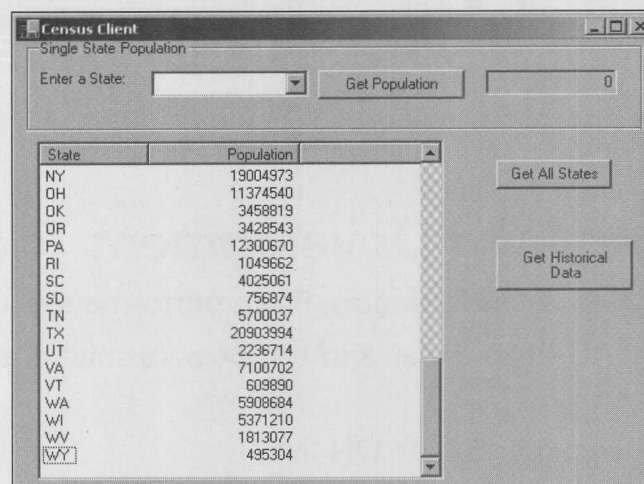 Census Client
Single State Population
Enter a State:
Get Population
0
State Population
NY 19004973
OH 11374540
OK 3458819
OR 3428543
PA 12300670
RI 1049662
SC 4025061
SD 756874
TN 5700037
TX 20903994
UT 2236714
VA 7100702
VT 609890
WA 5908684
WI 5371210
WV 1813077
WY 495304
Get All States
Get Historical
Data